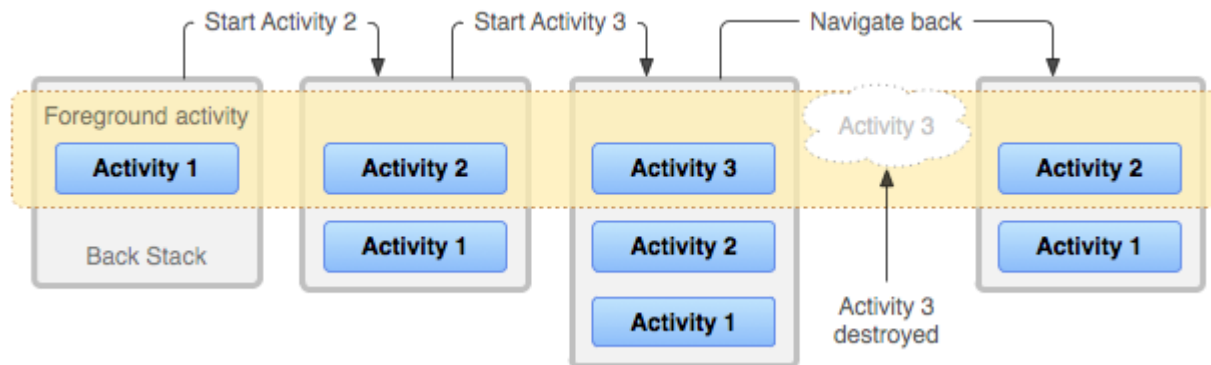 Start Activity 2
Start Activity 3
Navigate back
Foreground activity
Activity 1
Back Stack
Activity 2
Activity 1
Activity 3
Activity 2
Activity 1
Activity 3
Activity 3
destroyed
Activity 2
Activity 1